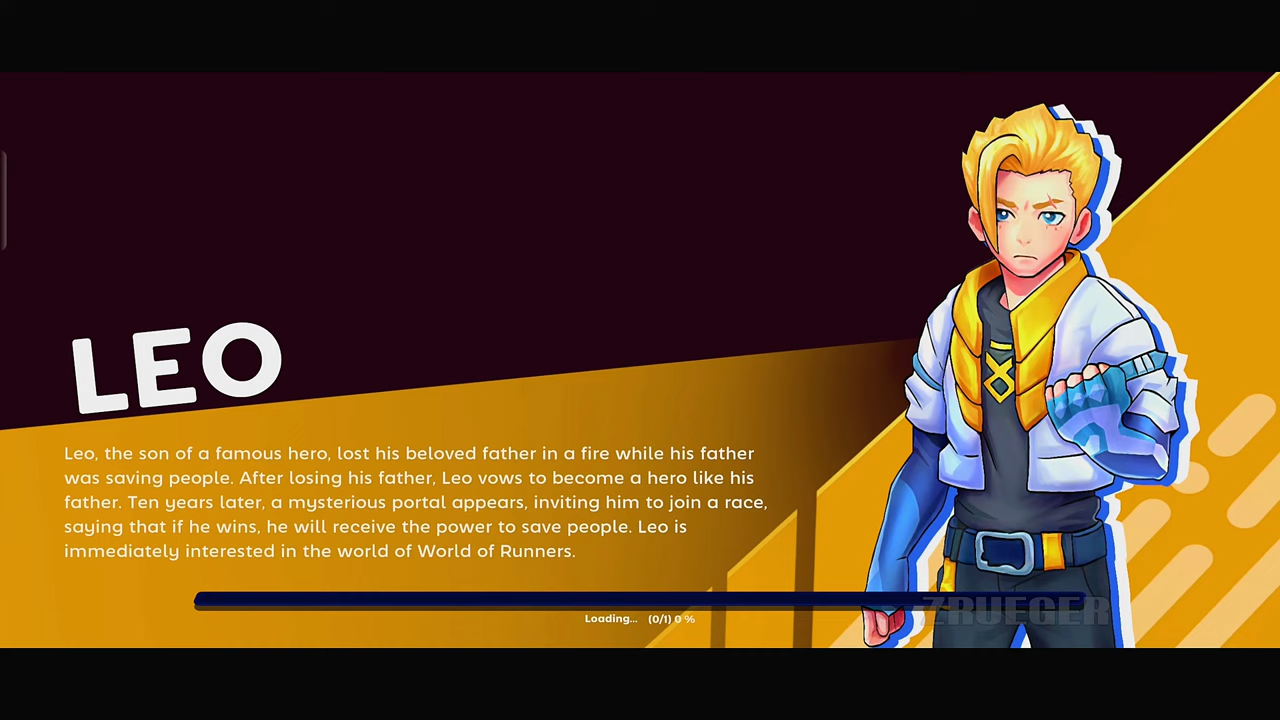 LEO
Leo, the son of a famous hero, lost his beloved father in a fire while his father
was saving people. After losing his father, Leo vows to become a hero like his
father. Ten years later, a mysterious portal appears, inviting him to join a race,
saying that if he wins, he will receive the power to save people. Leo is
immediately interested in the world of World of Runners.
ZRUEGER
Loading... (0/1) 0 %